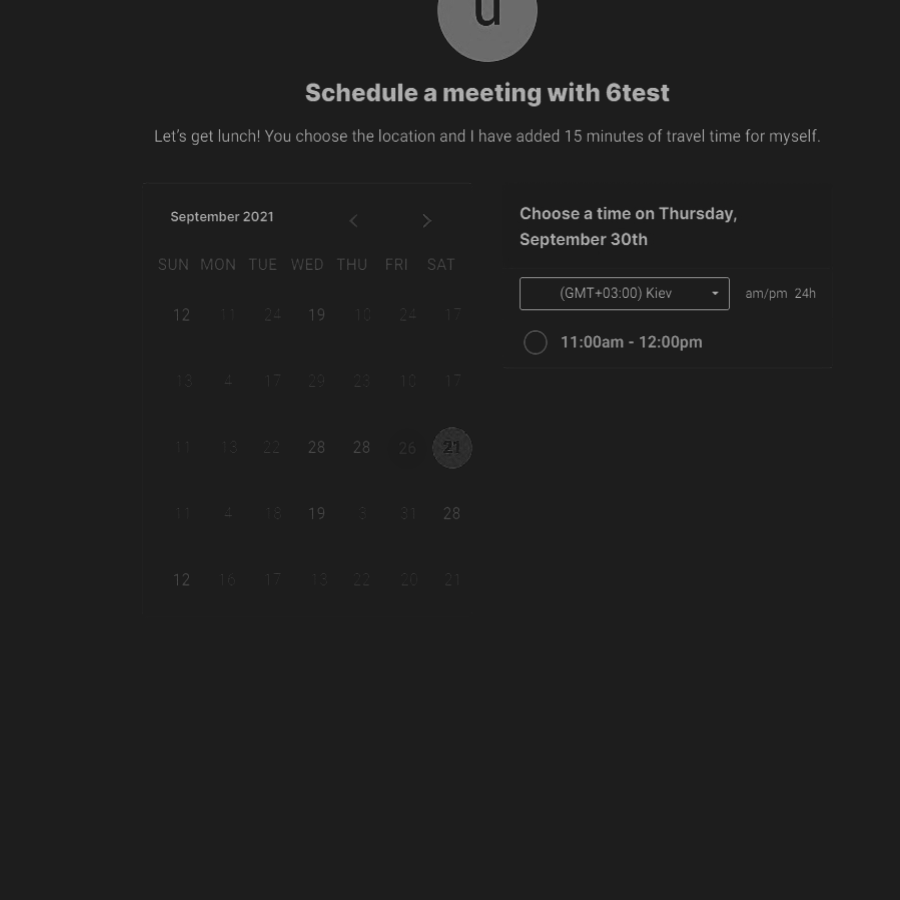 u
Schedule a meeting with 6test
Let's get lunch! You choose the location and I have added 15 minutes of travel time for myself.
September 2021
SUN MON TUE WED THU FRI SAT
12 11 24 19 10 24 17
13 4 17 29 23 10 17
11 13 22 28 28 26 21
11 4 18 19 3 31 28
12 16 17 13 22 20 21
Choose a time on Thursday,
September 30th
(GMT+03:00) Kiev am/pm 24h
11:00am - 12:00pm